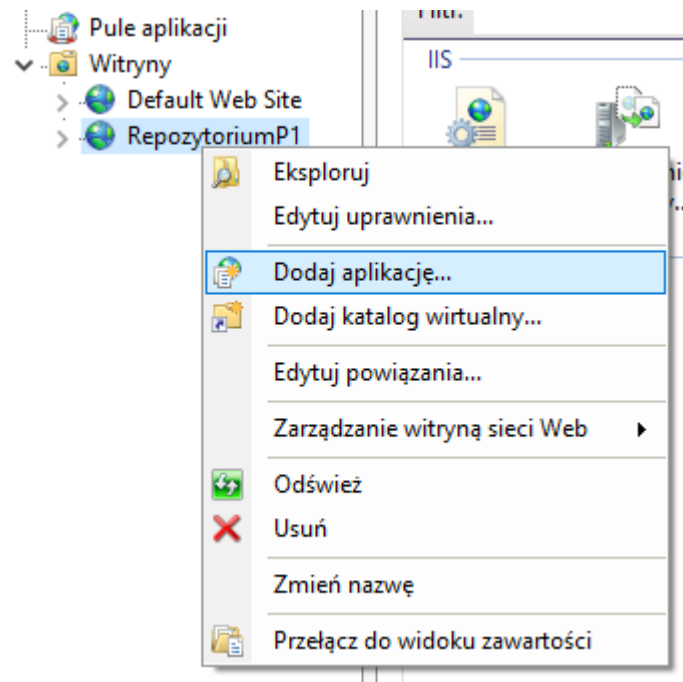 Pule aplikacji
Witryny
Default Web Site
RepozytoriumP1
Filtr:
IIS
Eksploruj
Edytuj uprawnienia...
Dodaj aplikację...
Dodaj katalog wirtualny...
Edytuj powiązania...
Zarządzanie witryną sieci Web
Odśwież
Usuń
Zmień nazwę
Przełącz do widoku zawartości